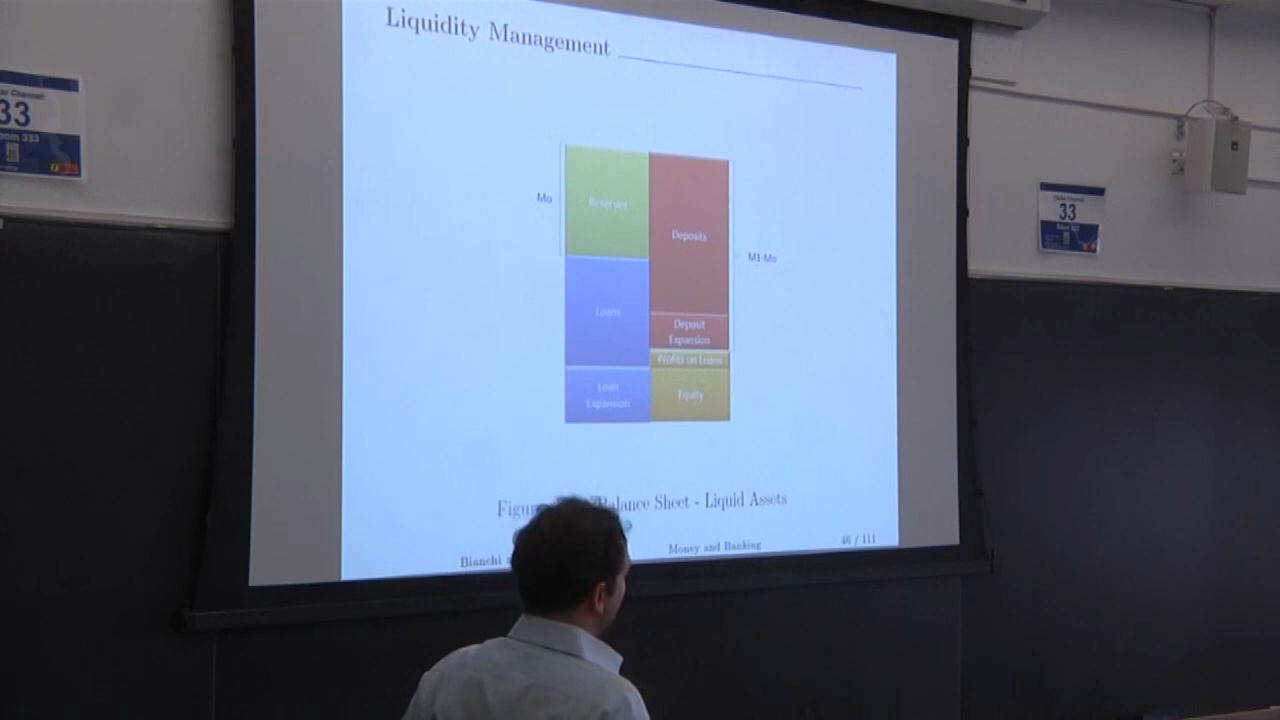 Liquidity Management
33
33
Mo
Reserves
Deposits
M1-Mo
Loans
Deposit
Expansion
Profits on Loans
Loan
Expansion
Equity
Balance Sheet - Liquid Assets
Bianchi
Money and Banking
46 / 111